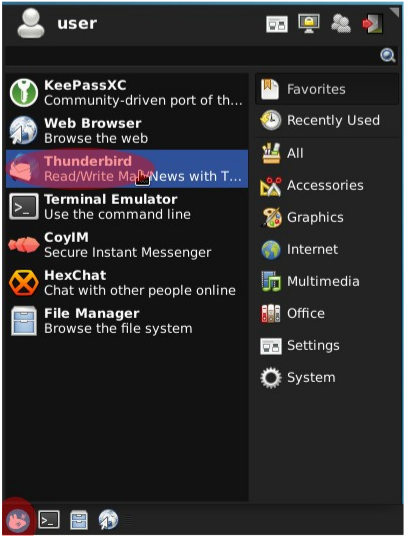 user
KeePassXC
Community-driven port of th...
Web Browser
Browse the web
Thunderbird
Read/Write Mail/News with T...
Terminal Emulator
Use the command line
CoyIM
Secure Instant Messenger
HexChat
Chat with other people online
File Manager
Browse the file system
Favorites
Recently Used
All
Accessories
Graphics
Internet
Multimedia
Office
Settings
System